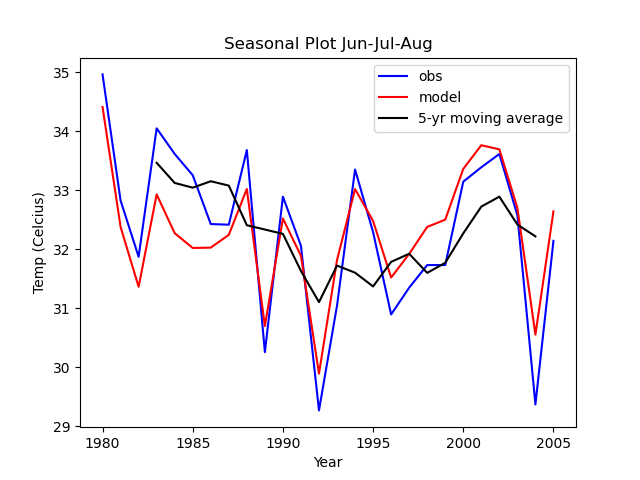 Seasonal Plot Jun-Jul-Aug
obs
model
5-yr moving average
35
34
33
32
31
30
29
Temp (Celcius)
1980
1985
1990
1995
2000
2005
Year